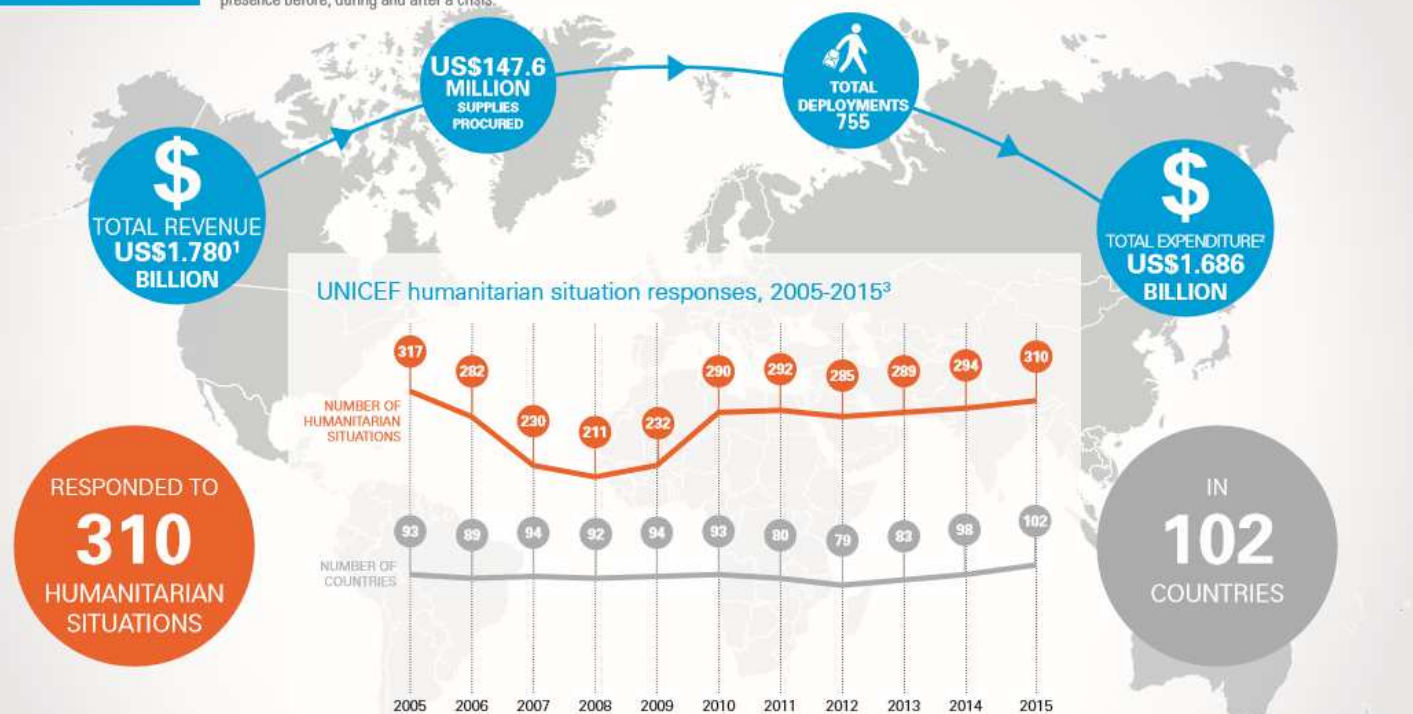 presence before, during and after a crisis.
US$147.6
MILLION
SUPPLIES
PROCURED
TOTAL
DEPLOYMENTS
755
$
TOTAL REVENUE
US$1.780¹
BILLION
$
TOTAL EXPENDITURE²
US$1.686
BILLION
UNICEF humanitarian situation responses, 2005-2015³
317
282
230
211
232
290
292
285
289
294
310
NUMBER OF
HUMANITARIAN
SITUATIONS
93
89
94
92
94
93
80
79
83
98
102
NUMBER OF
COUNTRIES
2005 2006 2007 2008 2009 2010 2011 2012 2013 2014 2015
RESPONDED TO
310
HUMANITARIAN
SITUATIONS
IN
102
COUNTRIES